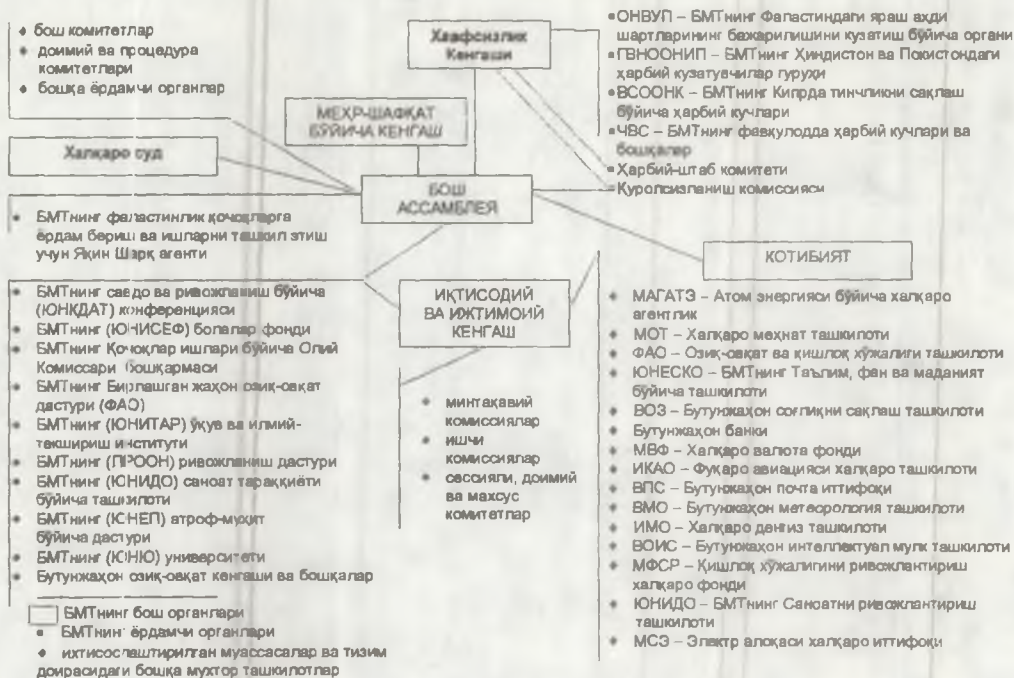 бош комитетлар
доимий ва процедура
комитетлари
бошқа ёрдамчи органлар
Хавфсизлик
Кенгаши
ОНВУП – БМТнинг Фаластиндаги яраш аҳди
шартларининг бажарилишини кузатиш бўйича органи
ГВНООНИП – БМТнинг Ҳиндистон ва Покистондаги
ҳарбий кузатувчилар гуруҳи
ВСООНК – БМТнинг Кипрда тинчликни сақлаш
бўйича ҳарбий кучлари
ЧВС – БМТнинг фавқулодда ҳарбий кучлари ва
бошқалар
Ҳарбий-штаб комитети
Қуролсизланиш комиссияси
МЕҲР-ШАФҚАТ
БЎЙИЧА КЕНГАШ
Халқаро суд
БОШ
АССАМБЛЕЯ
БМТнинг фаластинлик қочоқларга
ёрдам бериш ва ишларни ташкил этиш
учун Яқин Шарқ агенти
КОТИБИЯТ
БМТнинг савдо ва ривожланиш бўйича
(ЮНКДАТ) конференцияси
БМТнинг (ЮНИСЕФ) болалар фонди
БМТнинг Қочоқлар ишлари бўйича Олий
Комиссари бошқармаси
БМТнинг Бирлашган жаҳон озиқ-овқат
дастури (ФАО)
БМТнинг (ЮНИТАР) ўқув ва илмий-
текшириш институти
БМТнинг (ПРООН) ривожланиш дастури
БМТнинг (ЮНИДО) саноат тараққиёти
бўйича ташкилоти
БМТнинг (ЮНЕП) атроф-муҳит
бўйича дастури
БМТнинг (ЮНЮ) университети
Бутунжаҳон озиқ-овқат кенгаши ва бошқалар
ИҚТИСОДИЙ
ВА ИЖТИМОИЙ
КЕНГАШ
минтақавий
комиссиялар
ишчи
комиссиялар
сессияли, доимий
ва махсус
комитетлар
МАГАТЭ – Атом энергияси бўйича халқаро
агентлик
МОТ – Халқаро меҳнат ташкилоти
ФАО – Озиқ-овқат ва қишлоқ хўжалиги ташкилоти
ЮНЕСКО – БМТнинг Таълим, фан ва маданият
бўйича ташкилоти
ВОЗ – Бутунжаҳон соғлиқни сақлаш ташкилоти
Бутунжаҳон банки
МВФ – Халқаро валюта фонди
ИКАО – Фуқаро авиацияси халқаро ташкилоти
ВПС – Бутунжаҳон почта иттифоқи
ВМО – Бутунжаҳон метеорология ташкилоти
ИМО – Халқаро денгиз ташкилоти
ВОИС – Бутунжаҳон интеллектуал мулк ташкилоти
МФСР – Қишлоқ хўжалигини ривожлантириш
халқаро фонди
ЮНИДО – БМТнинг Саноатни ривожлантириш
ташкилоти
МСЭ – Электр алоқаси халқаро иттифоқи
БМТнинг бош органлари
БМТнинг ёрдамчи органлари
ихтисослаштирилган муассасалар ва тизим
доирасидаги бошқа мухтор ташкилотлар